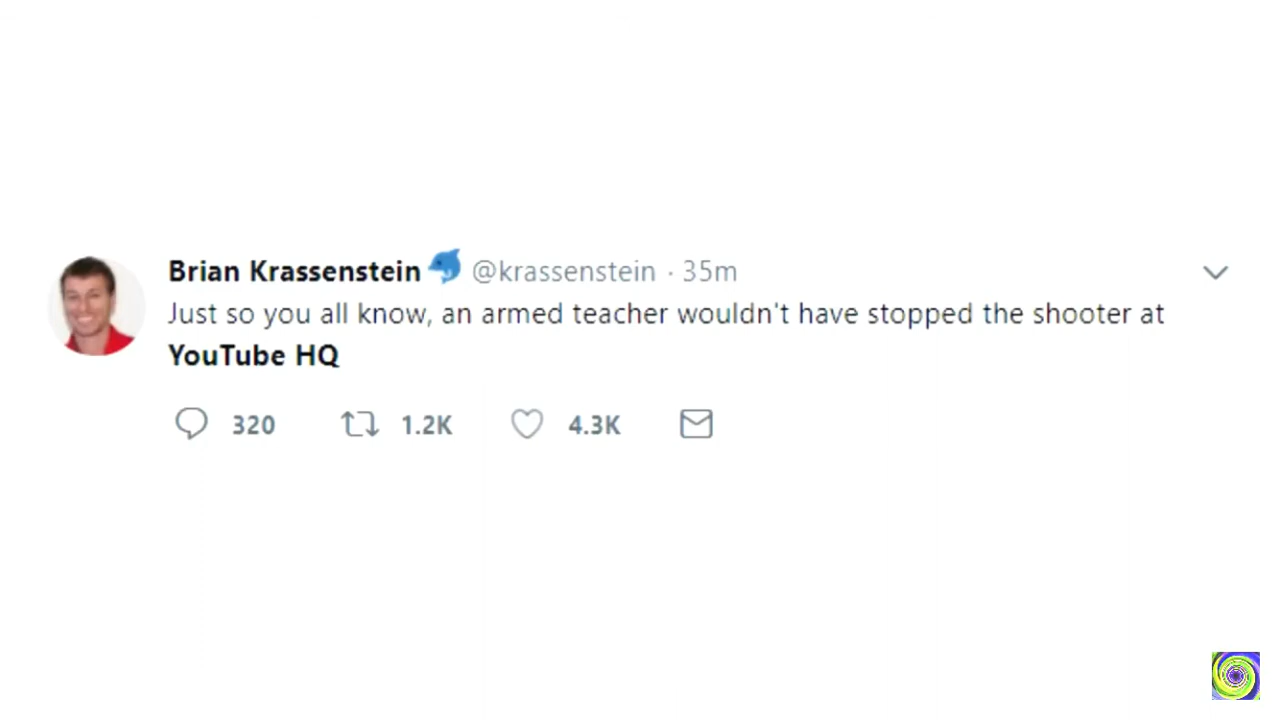 Brian Krassenstein🐬 @krassenstein · 35m
Just so you all know, an armed teacher wouldn't have stopped the shooter at
YouTube HQ
320 1.2K 4.3K